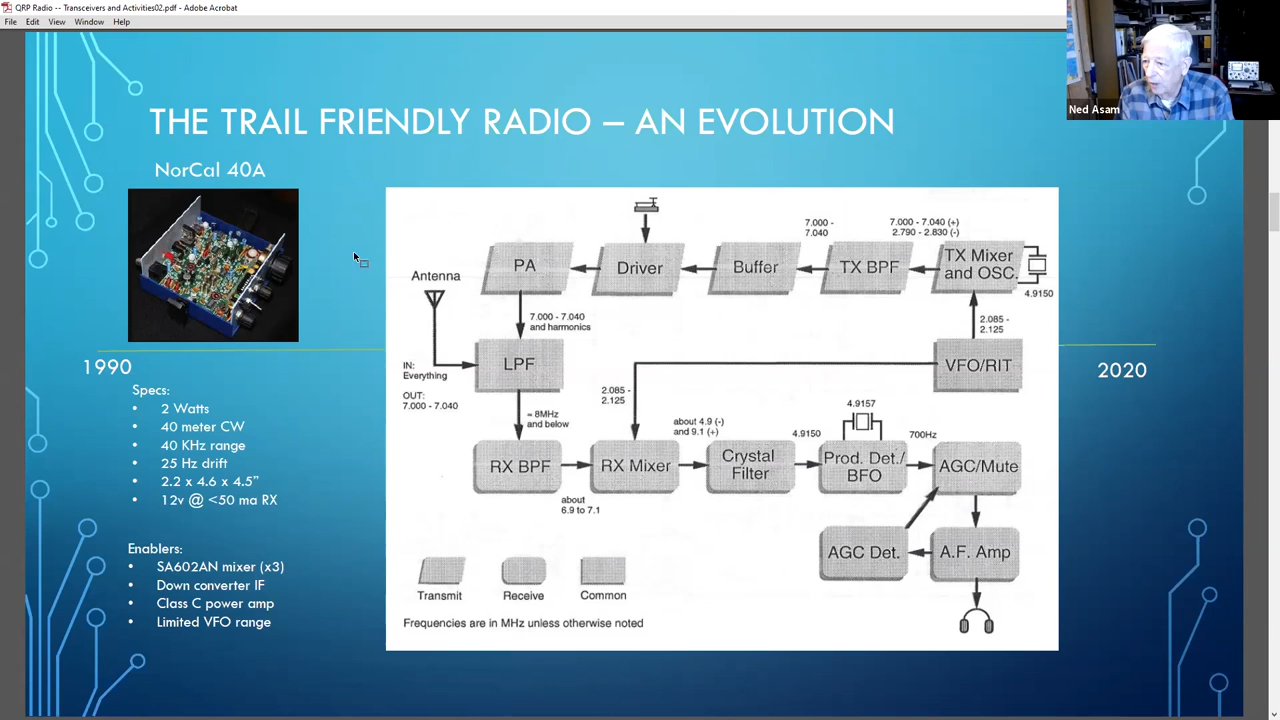 QRP Radio -- Transceivers and Activities02.pdf - Adobe Acrobat
File Edit View Window Help
Ned Asam
THE TRAIL FRIENDLY RADIO – AN EVOLUTION
NorCal 40A
1990
2020
Specs:
• 2 Watts
• 40 meter CW
• 40 KHz range
• 25 Hz drift
• 2.2 x 4.6 x 4.5”
• 12v @ <50 ma RX
Enablers:
• SA602AN mixer (x3)
• Down converter IF
• Class C power amp
• Limited VFO range
7.000 -
7.040
7.000 - 7.040 (+)
2.790 - 2.830 (-)
PA
Driver
Buffer
TX BPF
TX Mixer
and OSC.
4.9150
Antenna
7.000 - 7.040
and harmonics
2.085 -
2.125
IN:
Everything
OUT:
7.000 - 7.040
LPF
VFO/RIT
2.085 -
2.125
≈ 8MHz
and below
about 4.9 (-)
and 9.1 (+)
4.9157
4.9150
700Hz
RX BPF
RX Mixer
Crystal
Filter
Prod. Det./
BFO
AGC/Mute
about
6.9 to 7.1
AGC Det.
A.F. Amp
Transmit
Receive
Common
Frequencies are in MHz unless otherwise noted